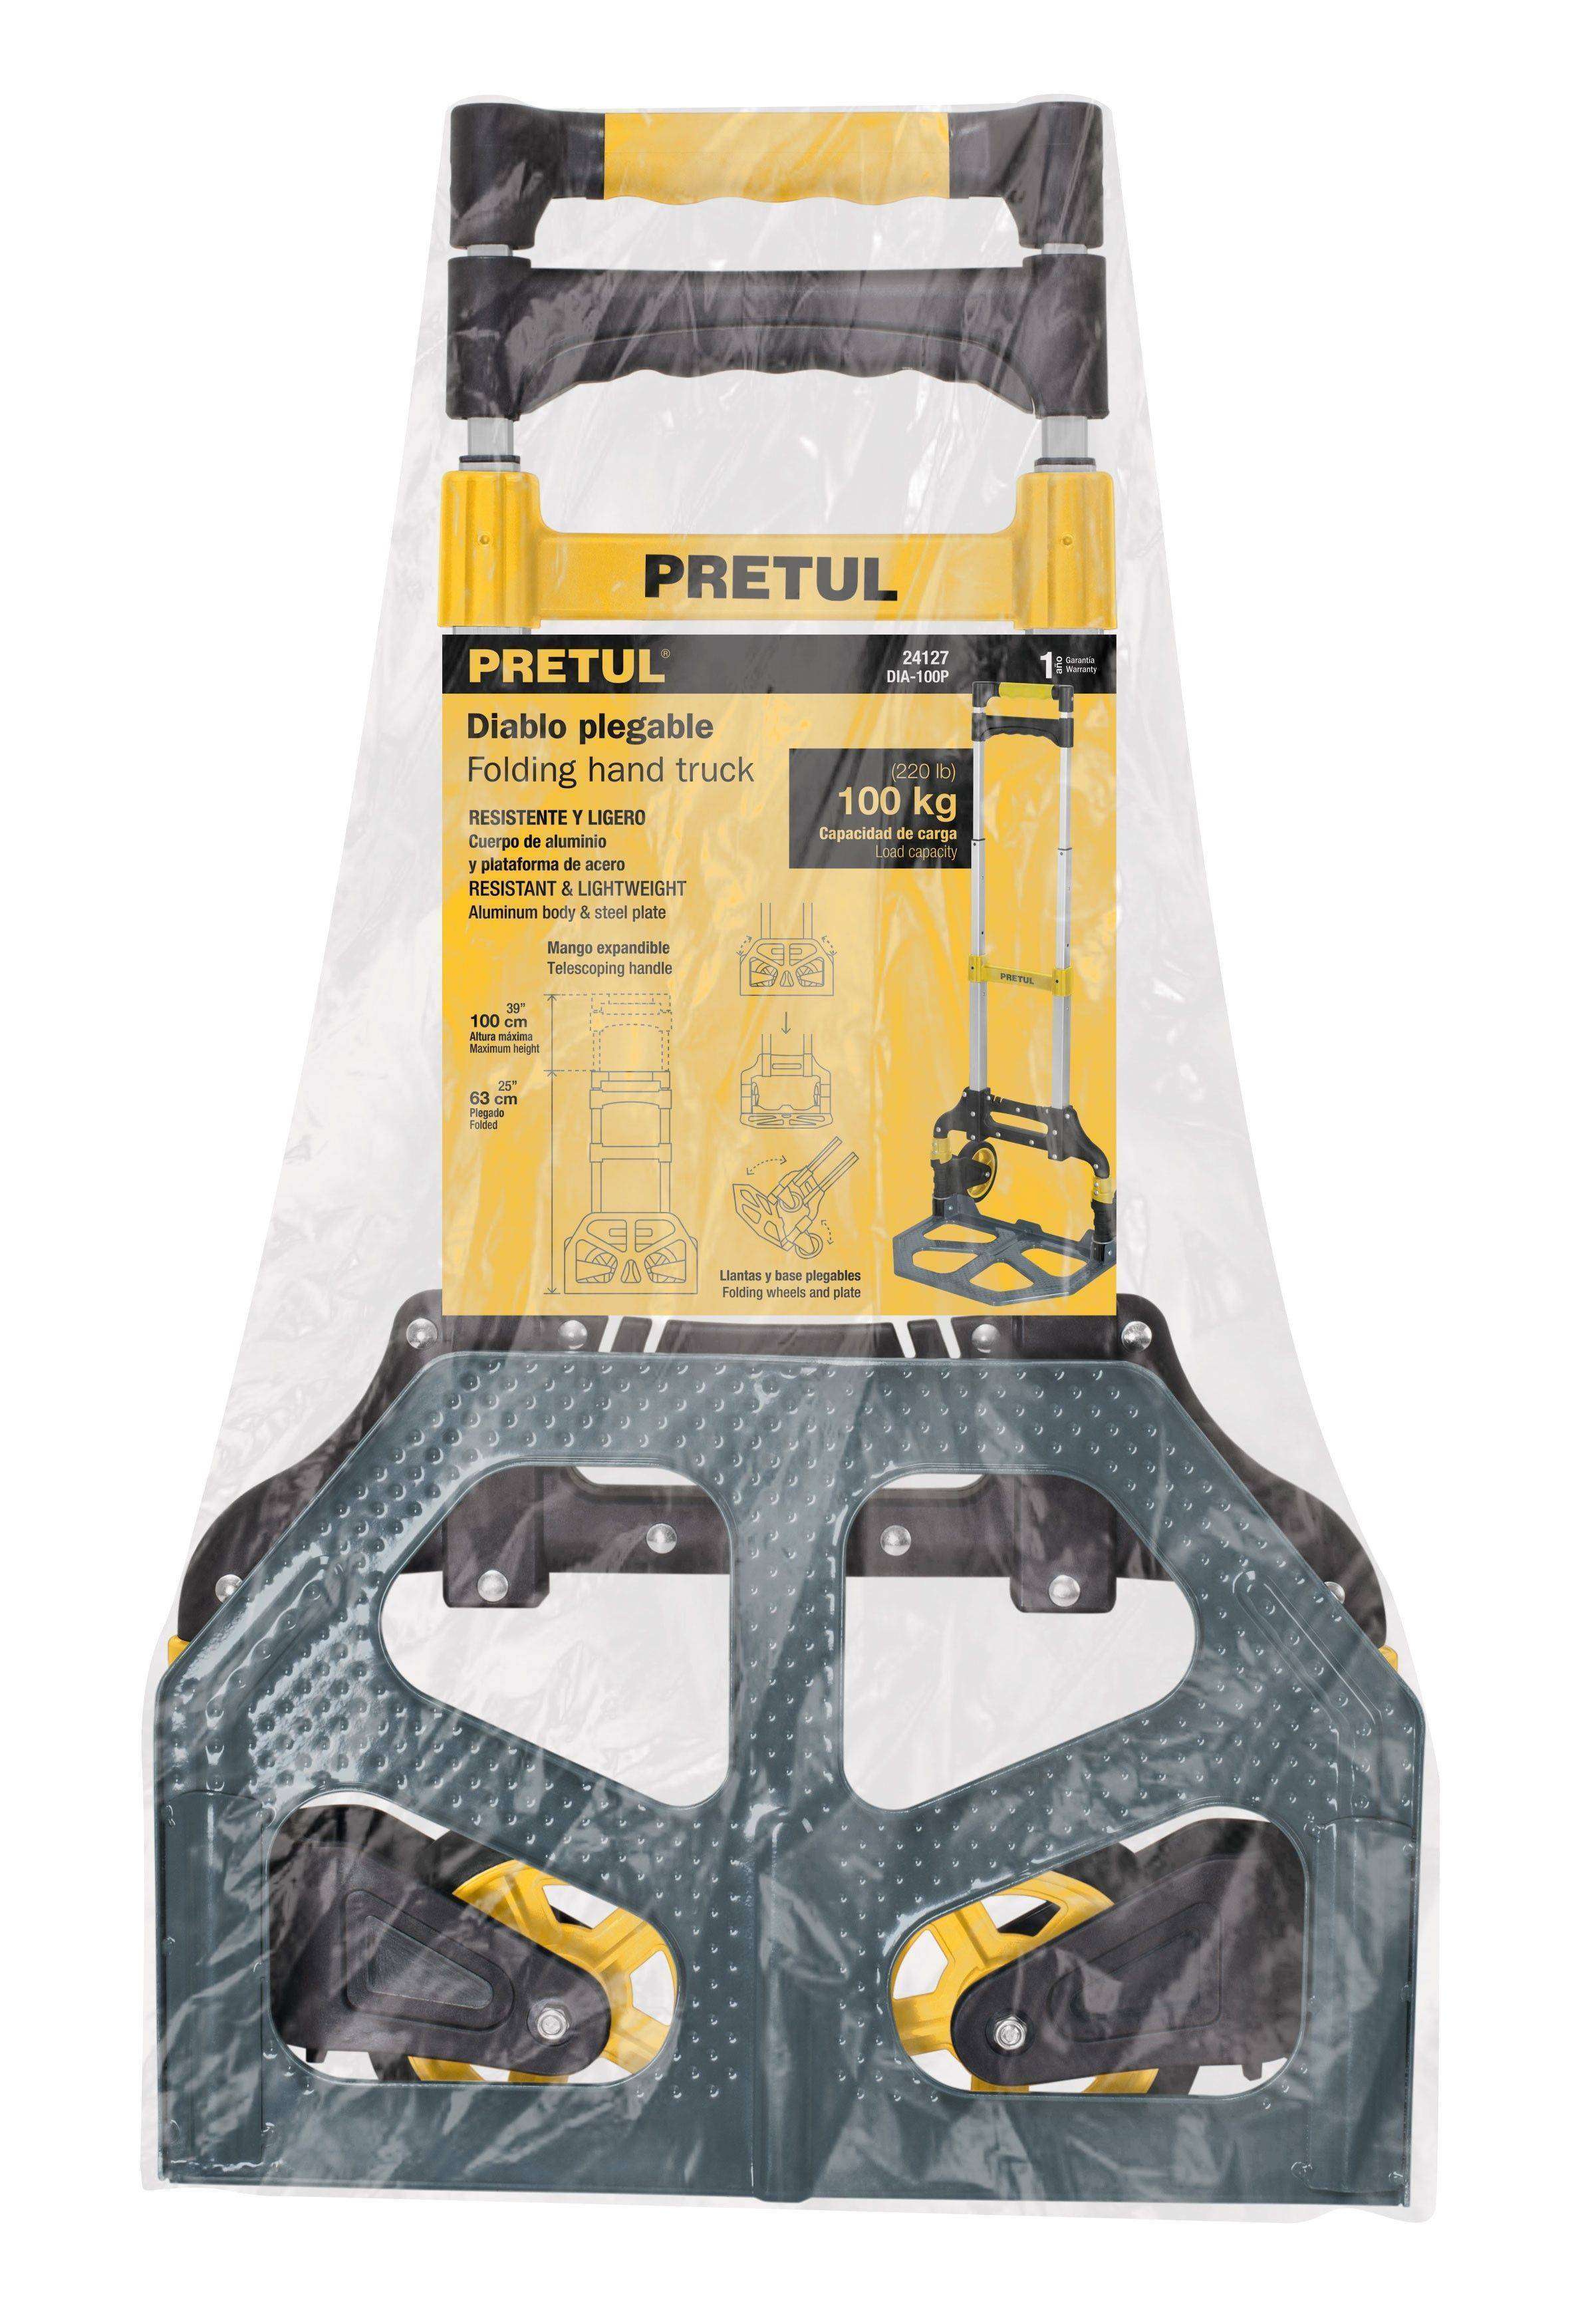 PRETUL
PRETUL®
24127
DIA-100P
1 año Garantía
Warranty
Diablo plegable
Folding hand truck
(220 lb)
100 kg
Capacidad de carga
Load capacity
RESISTENTE Y LIGERO
Cuerpo de aluminio
y plataforma de acero
RESISTANT & LIGHTWEIGHT
Aluminum body & steel plate
Mango expandible
Telescoping handle
39"
100 cm
Altura máxima
Maximum height
25"
63 cm
Plegado
Folded
PRETUL
Llantas y base plegables
Folding wheels and plate